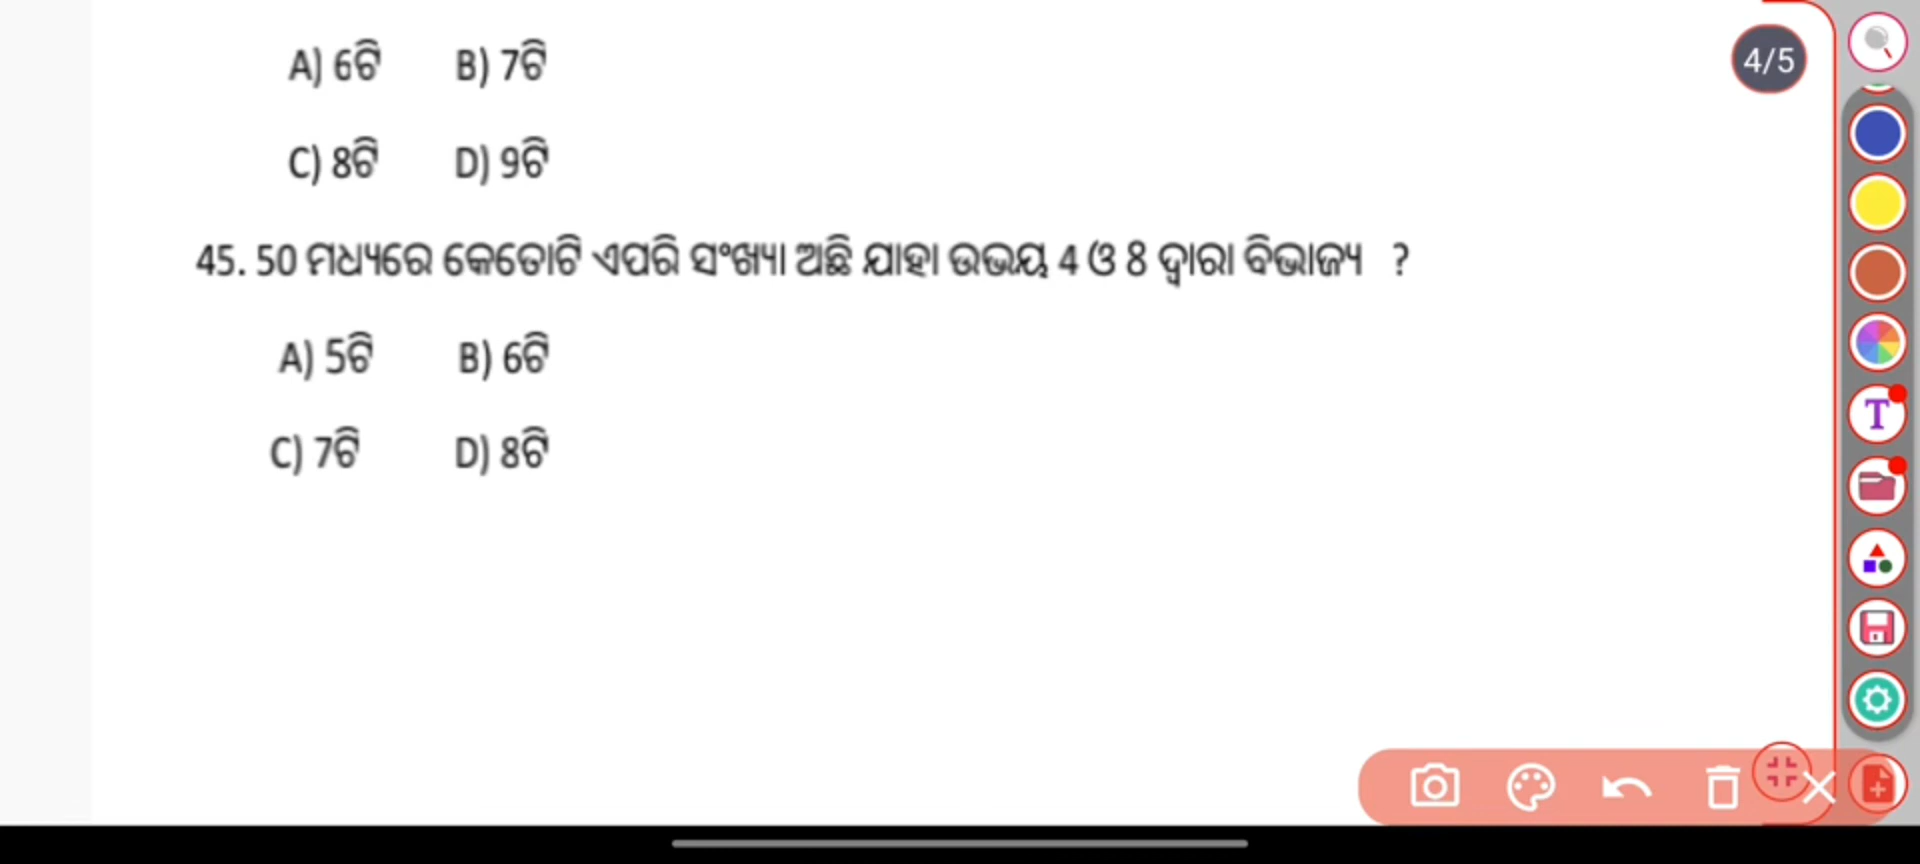 A) 6ଟି B) 7ଟି
4/5
C) 8ଟି D) 9ଟି
45. 50 ମଧ୍ୟରେ କେତୋଟି ଏପରି ସଂଖ୍ୟା ଅଛି ଯାହା ଉଭୟ 4 ଓ 8 ଦ୍ୱାରା ବିଭାଜ୍ୟ ?
A) 5ଟି B) 6ଟି
T
C) 7ଟି D) 8ଟି